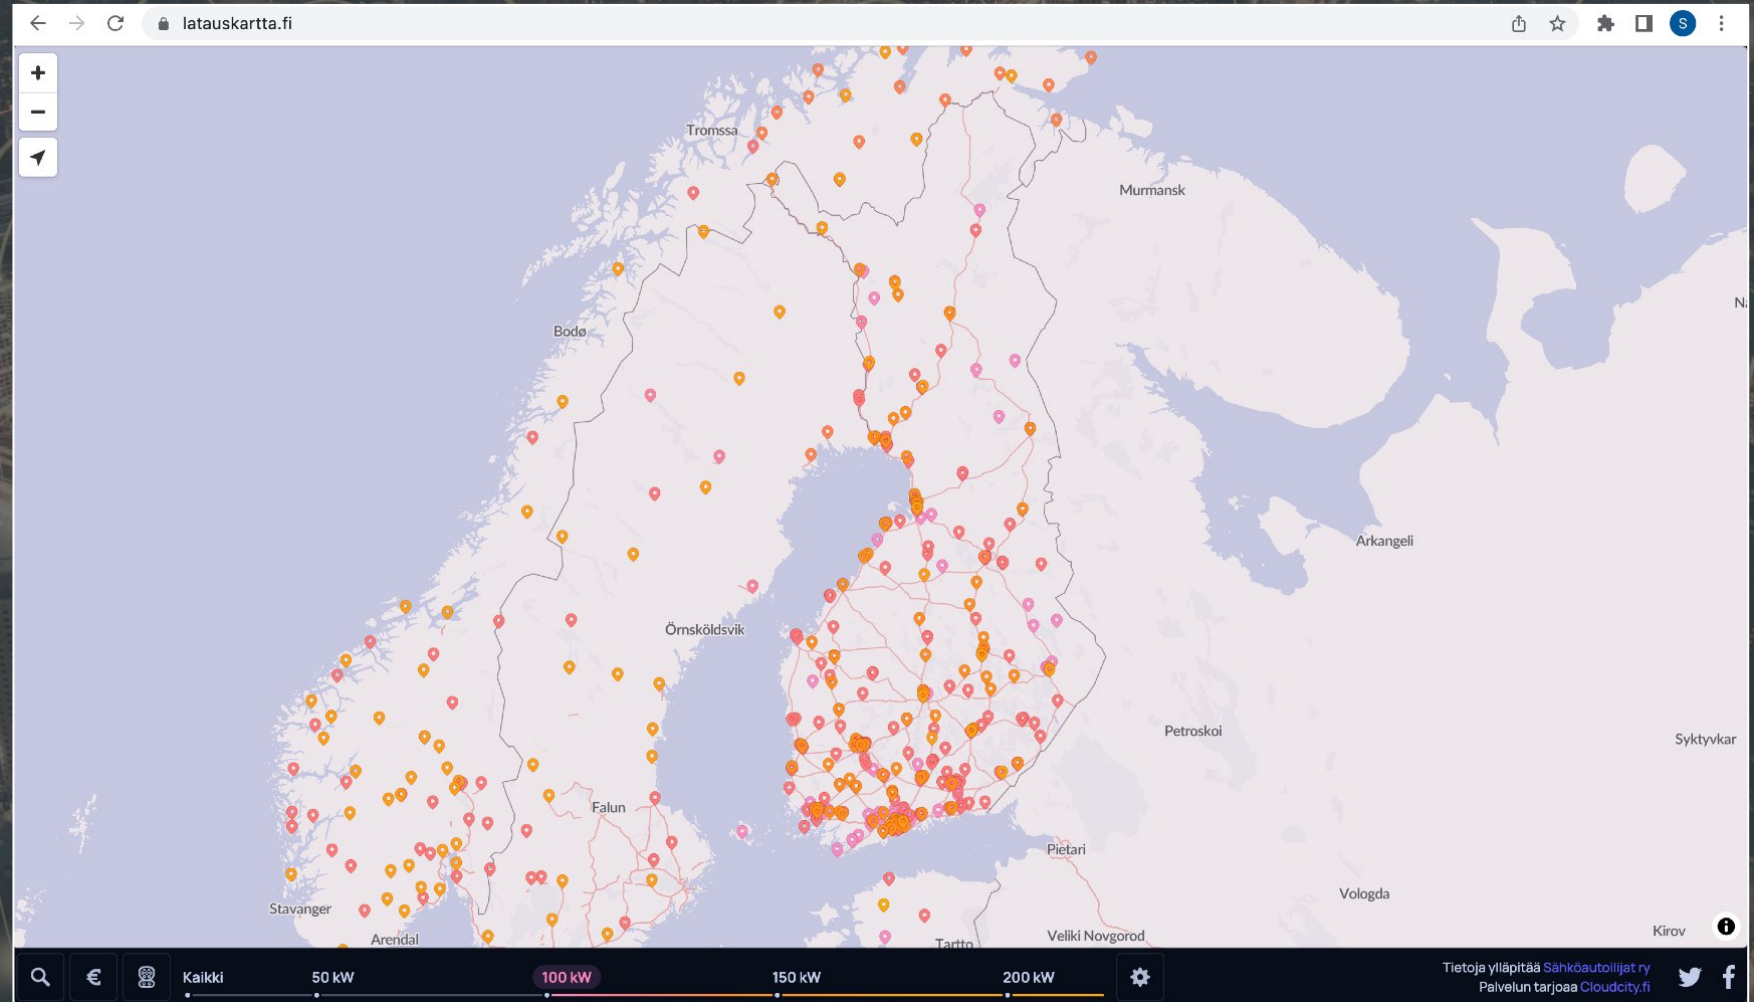 latauskartta.fi
S
+
−
Tromssa
Murmansk
Bodø
Arkangeli
Örnsköldsvik
Petroskoi
Syktyvkar
Falun
Pietari
Vologda
Stavanger
Kirov
Arendal
Tartto
Veliki Novgorod
€
Kaikki
50 kW
100 kW
150 kW
200 kW
Tietoja ylläpitää Sähköautoilijat ry
Palvelun tarjoaa Cloudcity.fi